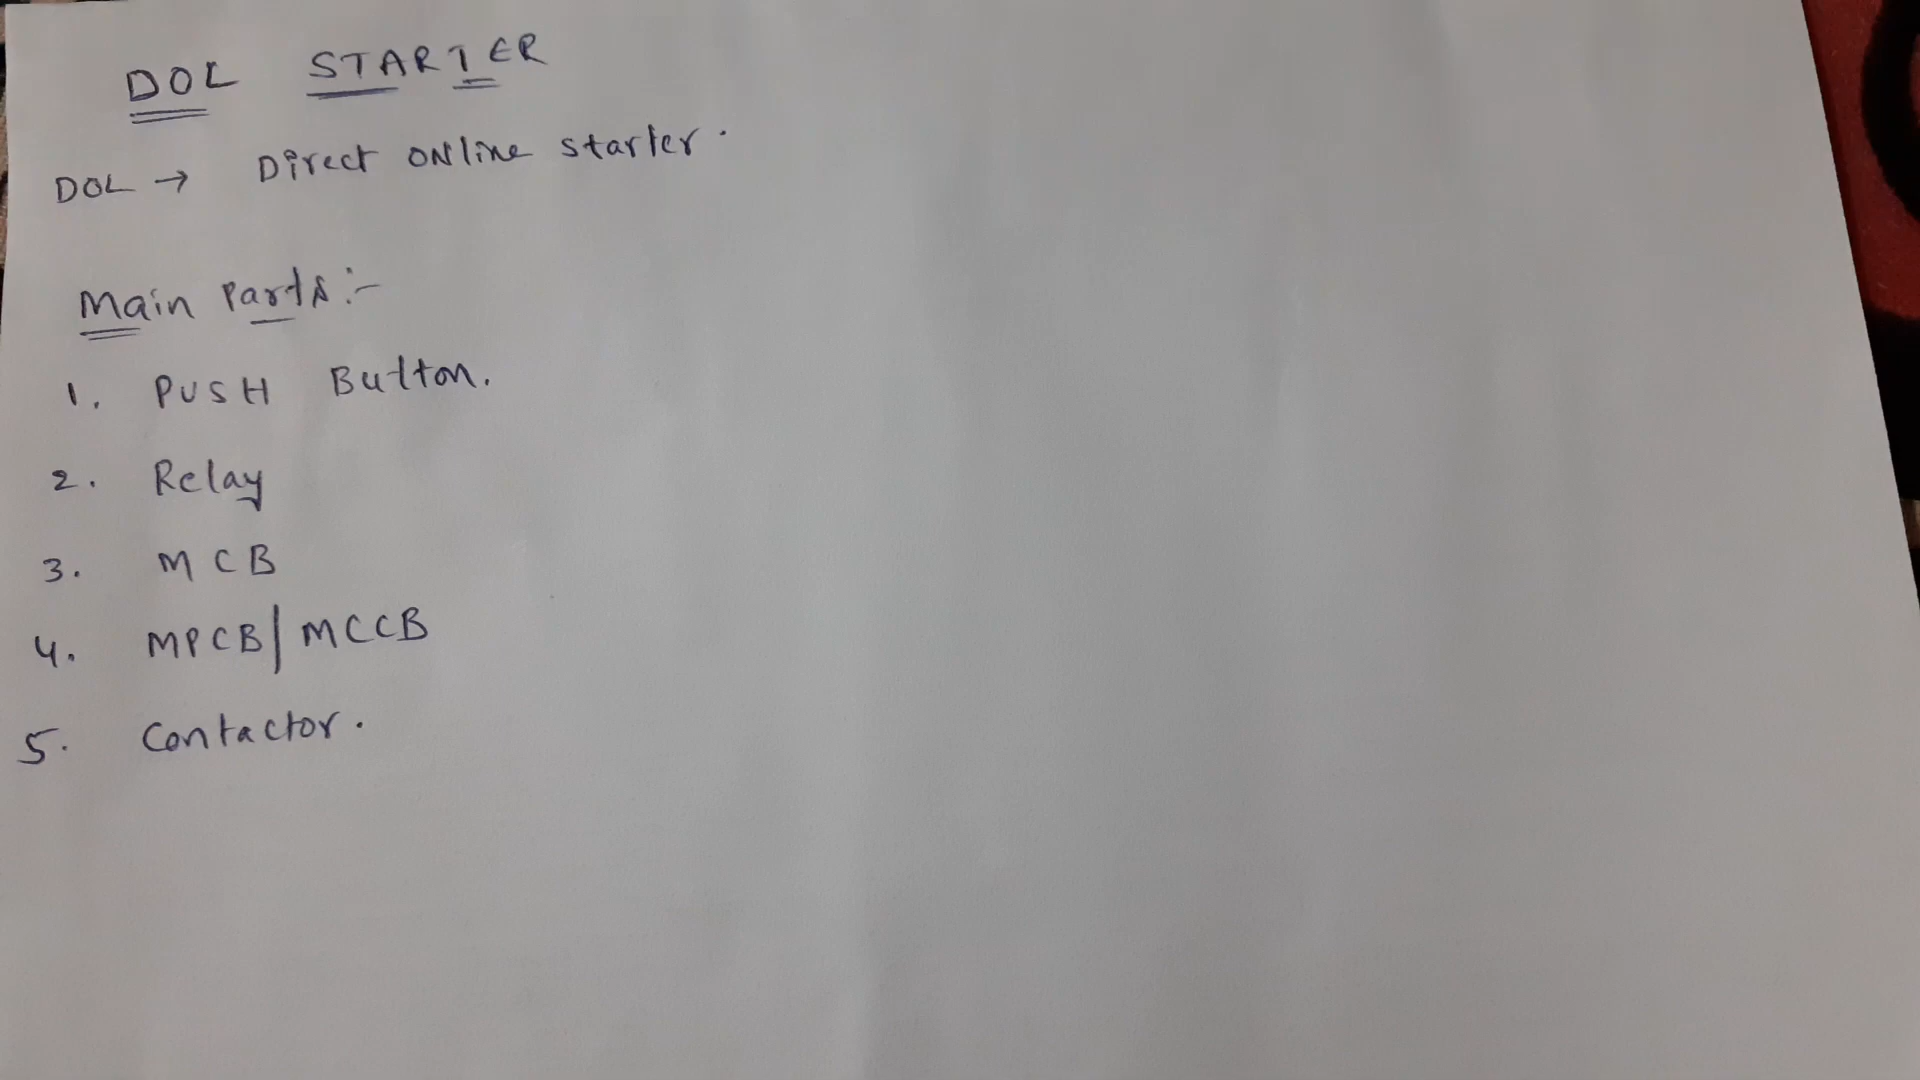 DOL STARTER
DOL → Direct ONline starter.
Main Parts:-
1. PUSH Button.
2. Relay
3. MCB
4. MPCB/MCCB
5. Contactor.